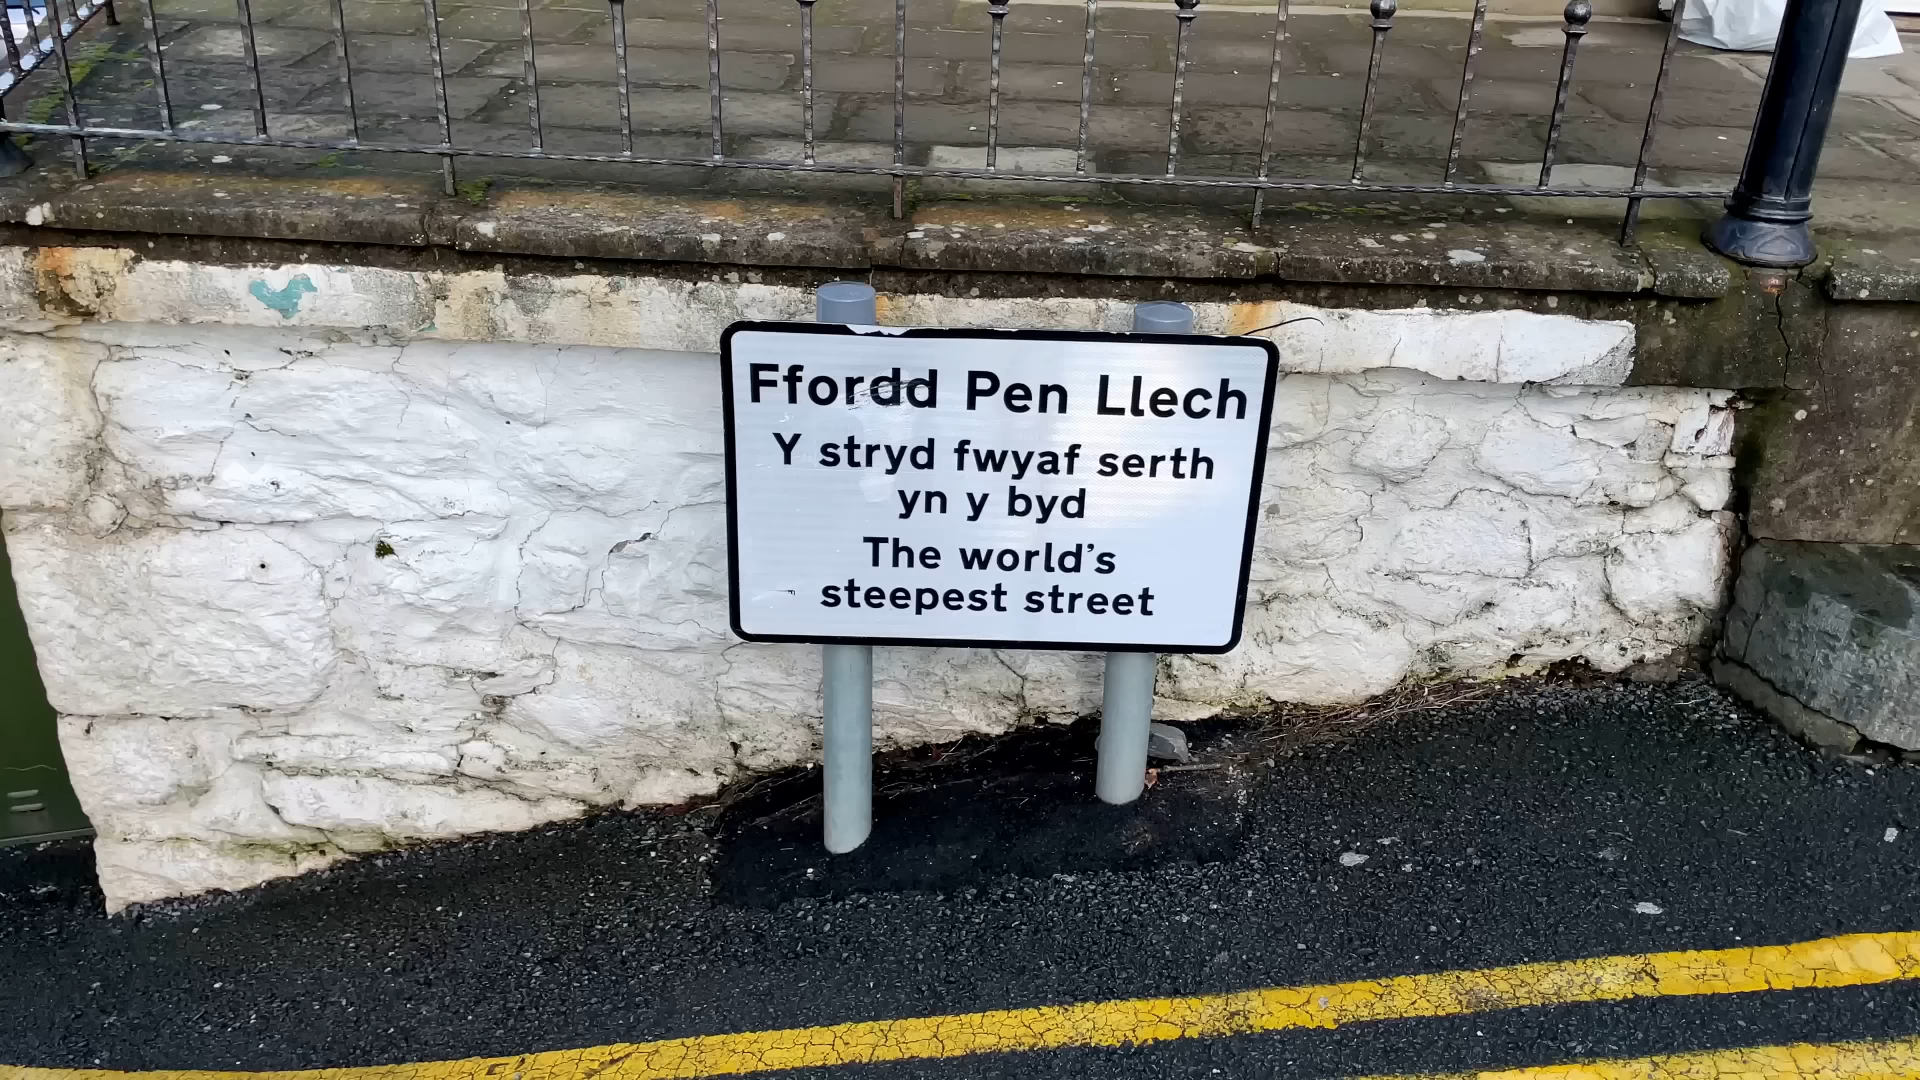 Ffordd Pen Llech
Y stryd fwyaf serth
yn y byd
The world's
steepest street